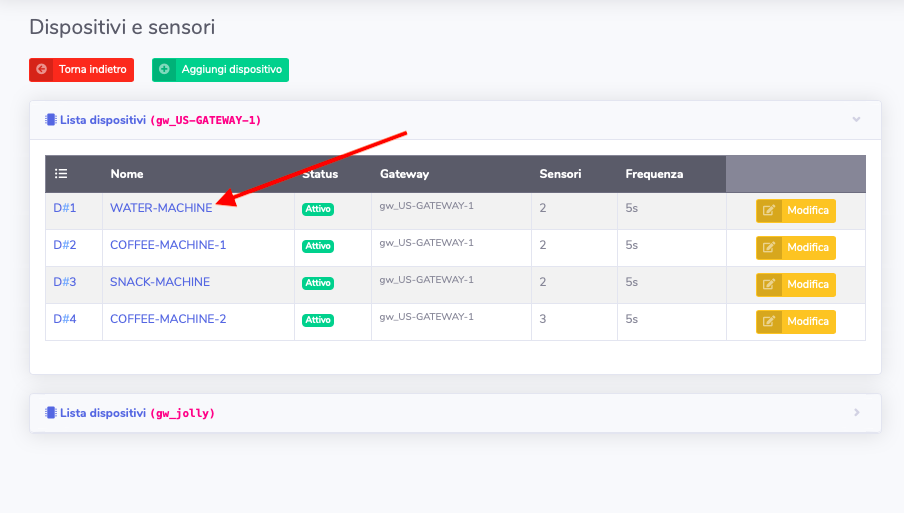 Dispositivi e sensori
Torna indietro Aggiungi dispositivo
Lista dispositivi (gw_US-GATEWAY-1)
Nome Status Gateway Sensori Frequenza
D#1 WATER-MACHINE Attivo gw_US-GATEWAY-1 2 5s Modifica
D#2 COFFEE-MACHINE-1 Attivo gw_US-GATEWAY-1 2 5s Modifica
D#3 SNACK-MACHINE Attivo gw_US-GATEWAY-1 2 5s Modifica
D#4 COFFEE-MACHINE-2 Attivo gw_US-GATEWAY-1 3 5s Modifica
Lista dispositivi (gw_jolly)